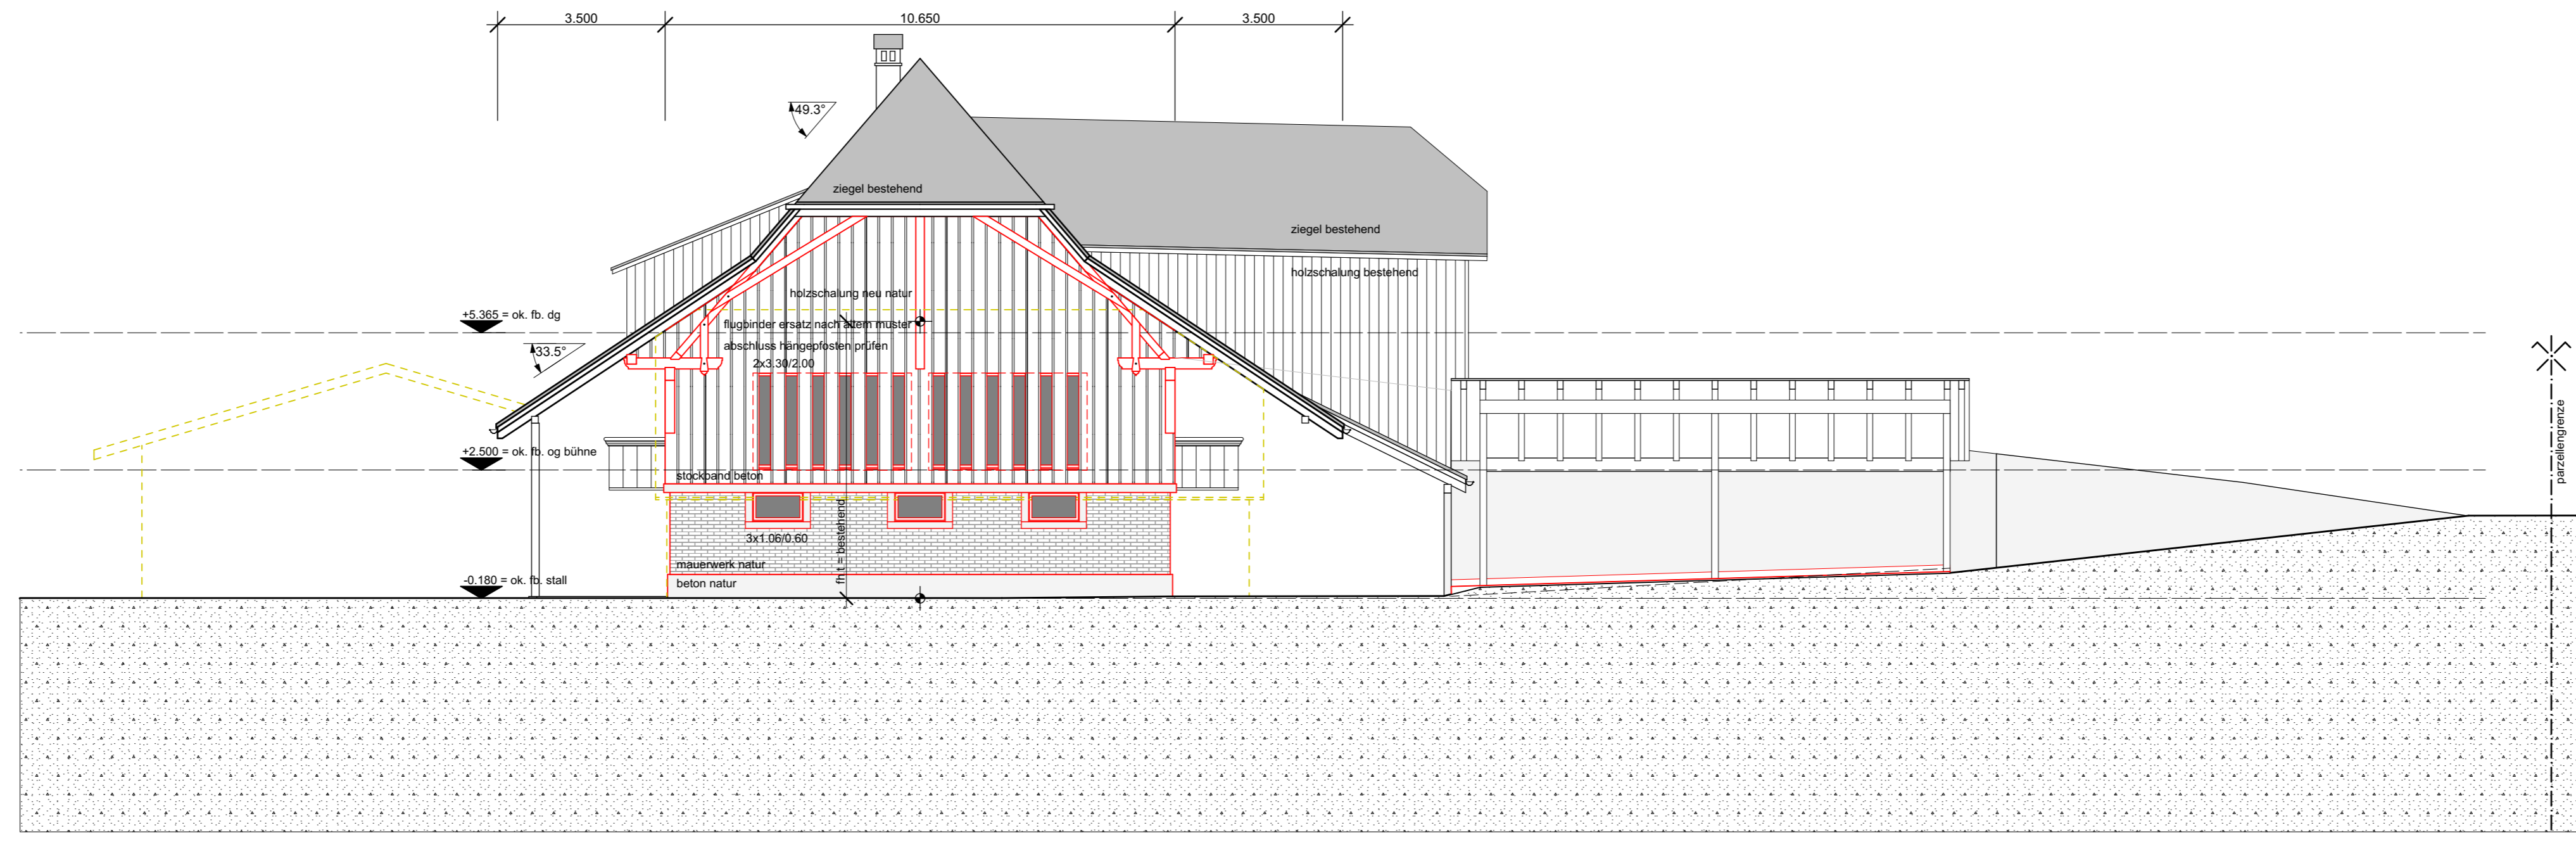 3.500
10.650
3.500
49.3°
ziegel bestehend
ziegel bestehend
holzschalung bestehend
holzschalung neu natur
+5.365 = ok. fb. dg
flugbinder ersatz nach altem muster
abschluss hängepfosten prüfen
33.5°
2x3.30/2.00
parzellengrenze
+2.500 = ok. fb. og bühne
stockband beton
fh t = bestehend
3x1.06/0.60
mauerwerk natur
-0.180 = ok. fb. stall
beton natur